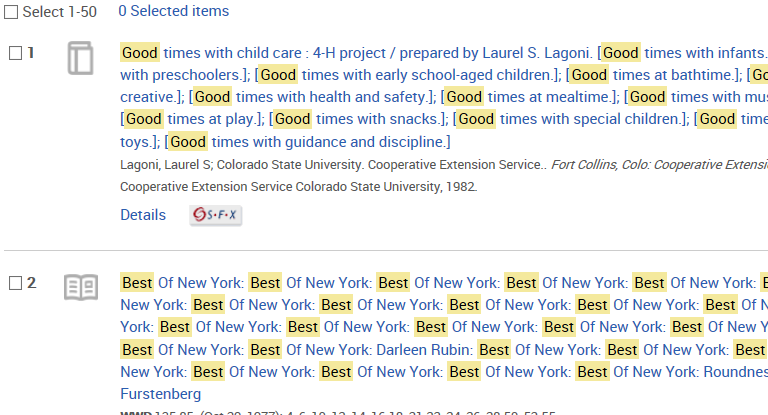 Select 1-50 0 Selected items
1 Good times with child care : 4-H project / prepared by Laurel S. Lagoni. [Good times with infants.
with preschoolers.]; [Good times with early school-aged children.]; [Good times at bathtime.]; [
creative.]; [Good times with health and safety.]; [Good times at mealtime.]; [Good times with
[Good times at play.]; [Good times with snacks.]; [Good times with special children.]; [Good
toys.]; [Good times with guidance and discipline.]
Lagoni, Laurel S; Colorado State University. Cooperative Extension Service.. Fort Collins, Colo: Cooperative
Cooperative Extension Service Colorado State University, 1982.
Details S·F·X
2 Best Of New York: Best Of New York: Best Of New York: Best Of New York: Best Of New York:
New York: Best Of New York: Best Of New York: Best Of New York: Best Of New York: Best Of
York: Best Of New York: Best Of New York: Best Of New York: Best Of New York: Best Of New
Best Of New York: Best Of New York: Darleen Rubin: Best Of New York: Best Of New York: Best
New York: Best Of New York: Best Of New York: Best Of New York: Best Of New York:
Furstenberg